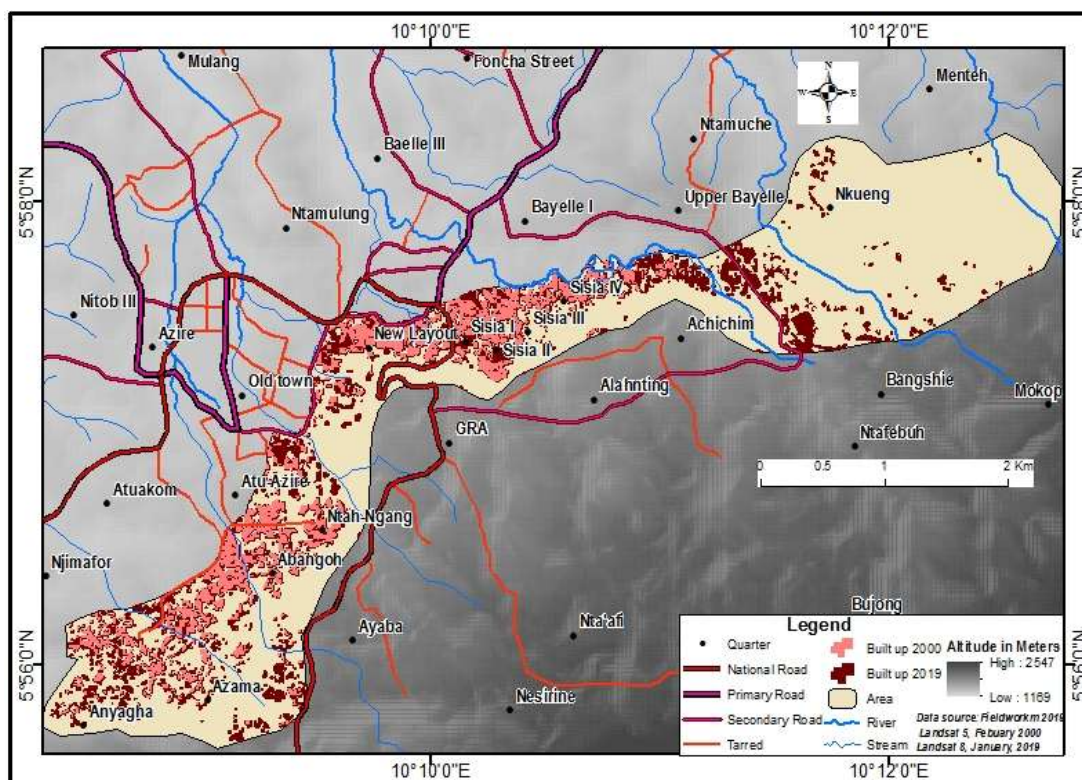 10°10'0"E
10°12'0"E
Mulang
Foncha Street
N
W E
S
Menteh
Ntamuche
Baelle III
5°58'0"N
Nkueng
Upper Bayelle
Bayelle I
Ntamulung
Nitob III
Sisia IV
Azire
New Layout
Sisia I
Sisia III
Sisia II
Achichim
Old town
Alahnting
Bangshie
Mokop
GRA
Ntafebuh
0 0.5 1 2 Km
Atu Azire
Atuakom
Ntah-Ngang
Njimafor
Abangoh
Bujong
Ayaba
Nta'afi
Azama
Nesirine
Anyagha
5°56'0"N
Legend
Quarter
National Road
Primary Road
Secondary Road
Tarred
Built up 2000
Built up 2019
Area
River
Stream
Altitude in Meters
High : 2547
Low : 1169
Data source: Fieldworkm 2019
Landsat 5, Pebuary 2000
Landsat 8, January, 2019
10°10'0"E
10°12'0"E